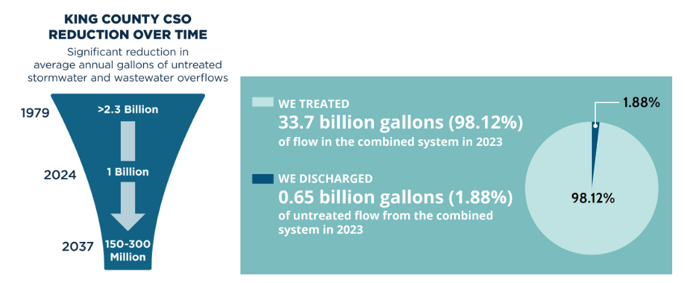 KING COUNTY CSO
REDUCTION OVER TIME
Significant reduction in
average annual gallons of untreated
stormwater and wastewater overflows
1979
>2.3 Billion
2024
1 Billion
2037
150-300
Million
WE TREATED
33.7 billion gallons (98.12%)
of flow in the combined system in 2023
WE DISCHARGED
0.65 billion gallons (1.88%)
of untreated flow from the combined
system in 2023
1.88%
98.12%